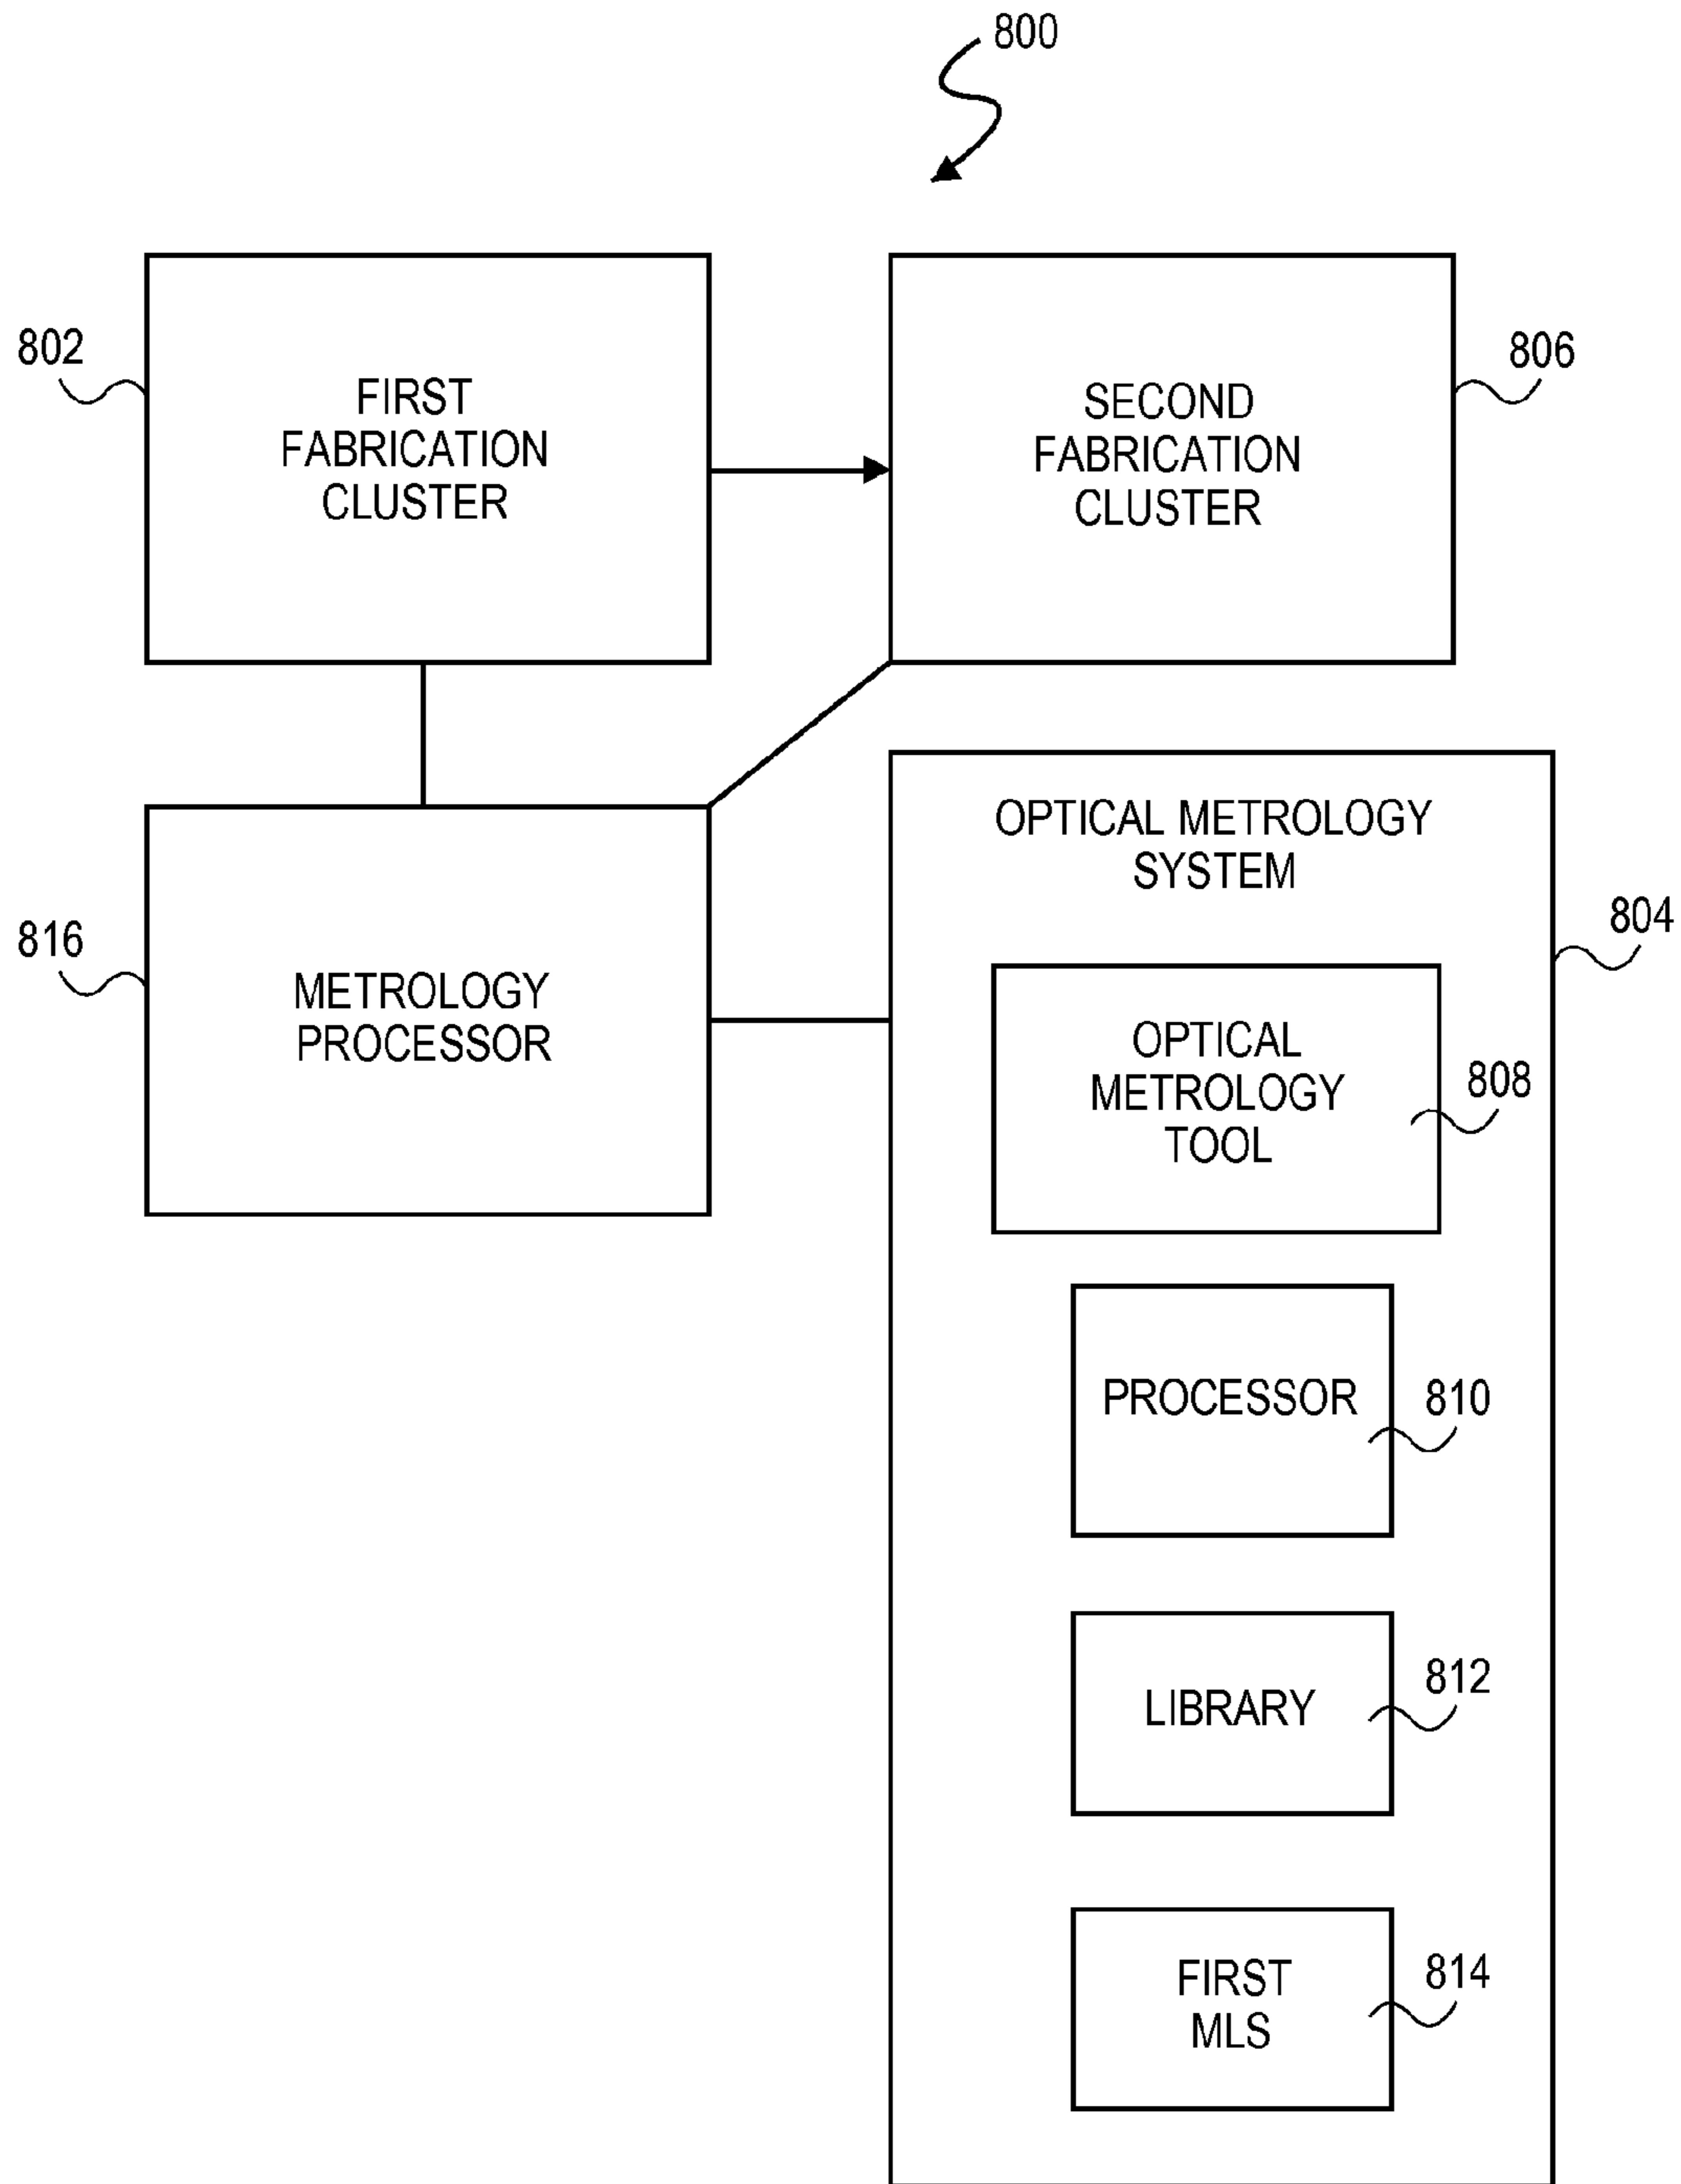 800
802
FIRST
FABRICATION
CLUSTER
SECOND
FABRICATION
CLUSTER
806
816
METROLOGY
PROCESSOR
OPTICAL METROLOGY
SYSTEM
804
OPTICAL
METROLOGY
TOOL
808
PROCESSOR
810
LIBRARY
812
FIRST
MLS
814